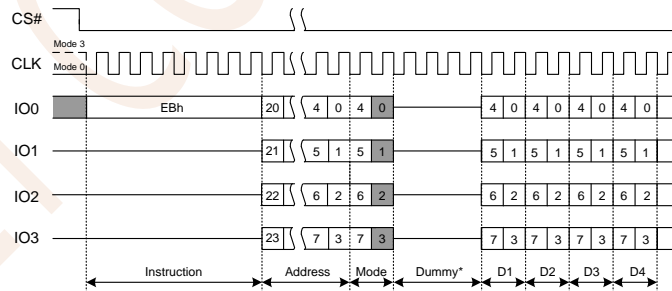 CS#
Mode 3
CLK Mode 0
IO0 EBh 20 4 0 4 0 4 0 4 0 4 0 4 0
IO1 21 5 1 5 1 5 1 5 1 5 1 5 1
IO2 22 6 2 6 2 6 2 6 2 6 2 6 2
IO3 23 7 3 7 3 7 3 7 3 7 3 7 3
Instruction Address Mode Dummy* D1 D2 D3 D4